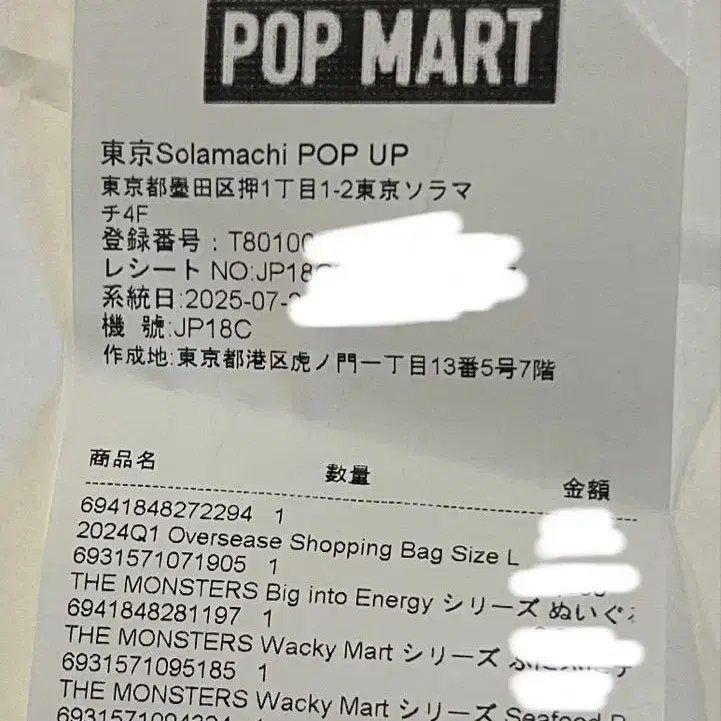 POP MART
東京Solamachi POP UP
東京都墨田区押1丁目1-2東京ソラマ
チ4F
登録番号:T80100
レシート NO:JP18
系統日:2025-07-
機 號:JP18C
作成地:東京都港区虎ノ門一丁目13番5号7階
商品名 数量 金額
6941848272294 1
2024Q1 Oversease Shopping Bag Size L
6931571071905 1
THE MONSTERS Big into Energy シリーズ ぬいぐ
6941848281197 1
THE MONSTERS Wacky Mart シリーズ
6931571095185 1
THE MONSTERS Wacky Mart シリーズ Seafood